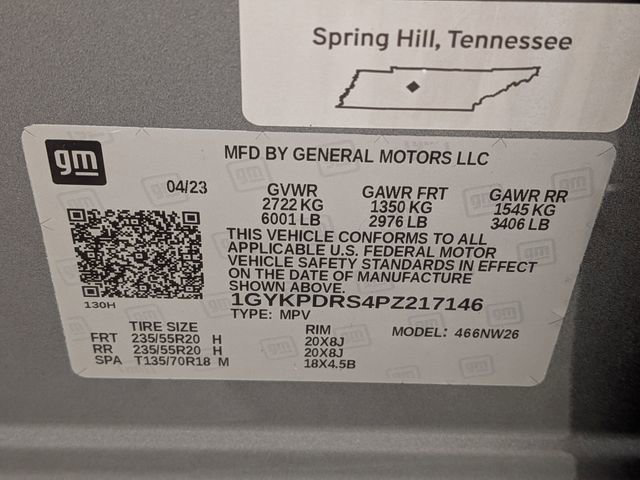 Spring Hill, Tennessee
gm
MFD BY GENERAL MOTORS LLC
04/23
GVWR GAWR FRT GAWR RR
2722 KG 1350 KG 1545 KG
6001 LB 2976 LB 3406 LB
THIS VEHICLE CONFORMS TO ALL
APPLICABLE U.S. FEDERAL MOTOR
VEHICLE SAFETY STANDARDS IN EFFECT
ON THE DATE OF MANUFACTURE
SHOWN ABOVE.
130H
1GYKPDRS4PZ217146
TYPE: MPV
TIRE SIZE RIM MODEL: 466NW26
FRT 235/55R20 H 20X8J
RR 235/55R20 H 20X8J
SPA T135/70R18 M 18X4.5B